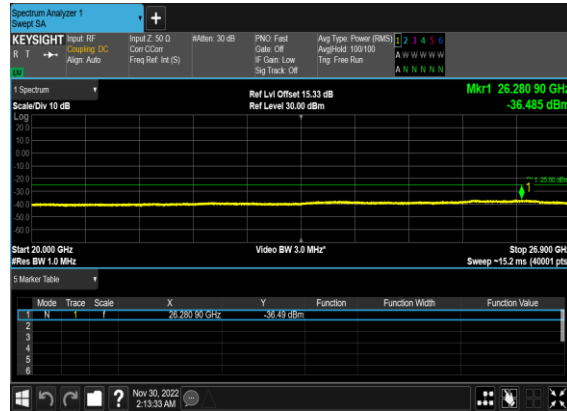 Spectrum Analyzer 1
Swept SA
KEYSIGHT Input: RF Input Z: 50 Ω #Atten: 30 dB PNO: Fast Avg Type: Power (RMS) 1 2 3 4 5 6
R T Coupling: DC Corr CCorr Gate: Off Avg|Hold: 100/100 A W W W W W
Align: Auto Freq Ref: Int (S) IF Gain: Low Trig: Free Run
Sig Track: Off A N N N N N
1 Spectrum Ref Lvl Offset 15.33 dB Mkr1 26.280 90 GHz
Scale/Div 10 dB Ref Level 30.00 dBm -36.485 dBm
Log
20.0
10.0
0.00
-10.0
-20.0
-25.00 dBm
-30.0 1
-40.0
-50.0
-60.0
Start 20.000 GHz Video BW 3.0 MHz* Stop 26.900 GHz
#Res BW 1.0 MHz Sweep ~15.2 ms (40001 pts)
5 Marker Table
Mode Trace Scale X Y Function Function Width Function Value
1 N 1 f 26.280 90 GHz -36.49 dBm
2
3
4
5
6
? Nov 30, 2022
2:13:33 AM